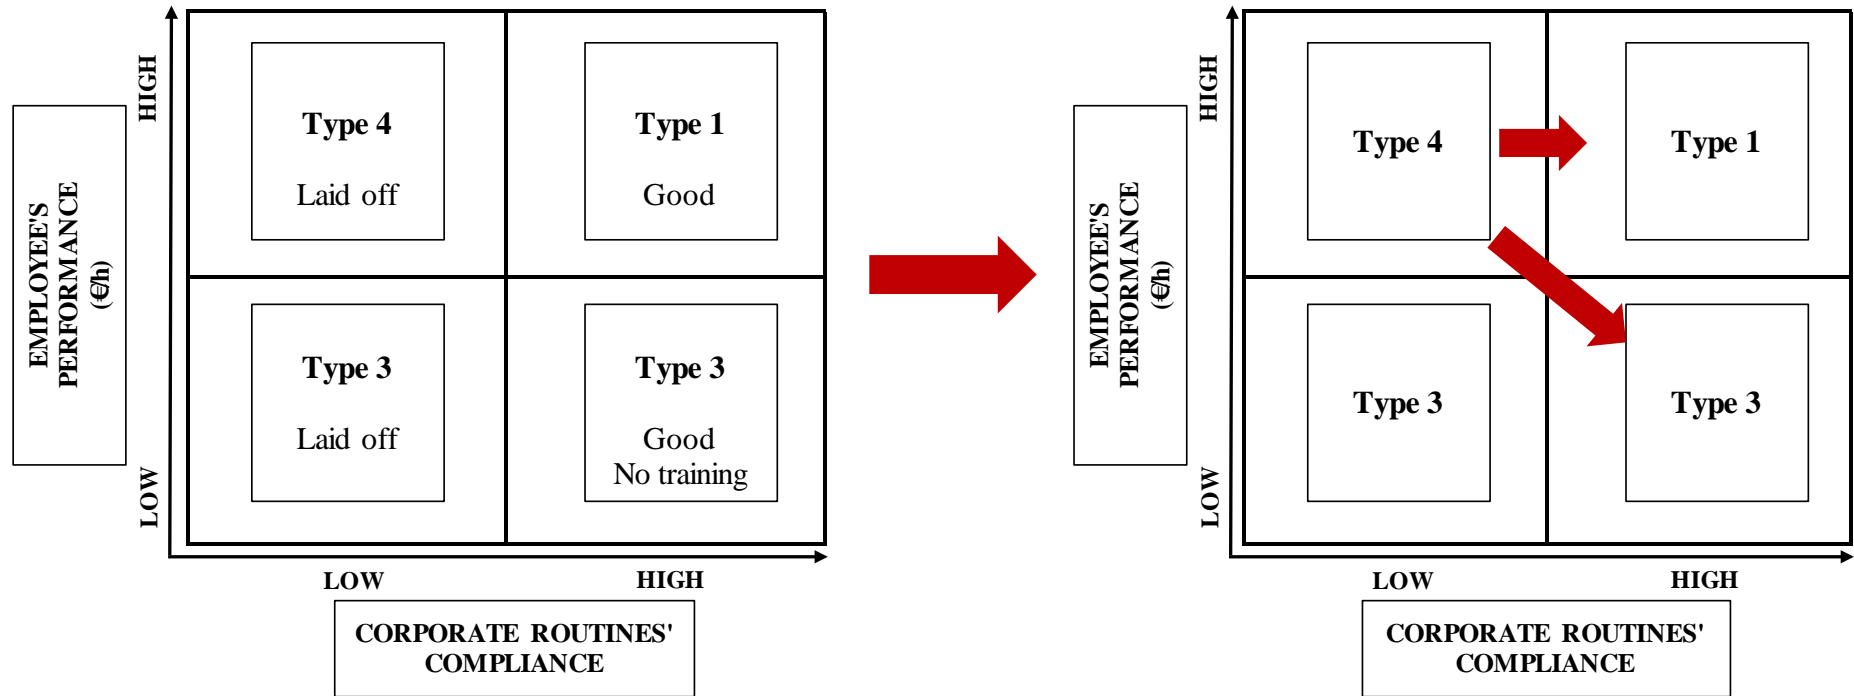 HIGH
EMPLOYEE'S
PERFORMANCE
(€/h)
LOW
Type 4
Laid off
Type 1
Good
Type 3
Laid off
Type 3
Good
No training
LOW
HIGH
CORPORATE ROUTINES'
COMPLIANCE
HIGH
EMPLOYEE'S
PERFORMANCE
(€/h)
LOW
Type 4
Type 1
Type 3
Type 3
LOW
HIGH
CORPORATE ROUTINES'
COMPLIANCE